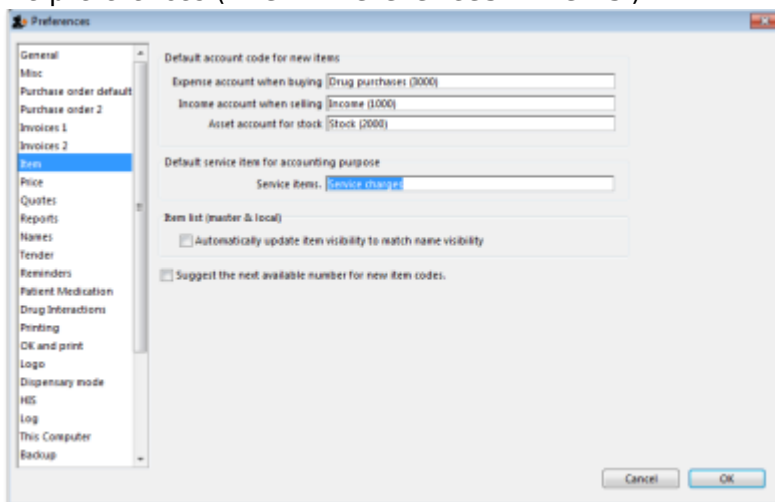 Preferences
General
Misc
Purchase order default
Purchase order 2
Invoices 1
Invoices 2
Item
Price
Quotes
Reports
Names
Tender
Reminders
Patient Medication
Drug Interactions
Printing
OK and print
Logo
Dispensary mode
HIS
Log
This Computer
Backup
Default account code for new items
Expense account when buying Drug purchases (3000)
Income account when selling Income (1000)
Asset account for stock Stock (2000)
Default service item for accounting purpose
Service items. Service charges
Item list (master & local)
Automatically update item visibility to match name visibility
Suggest the next available number for new item codes.
Cancel OK